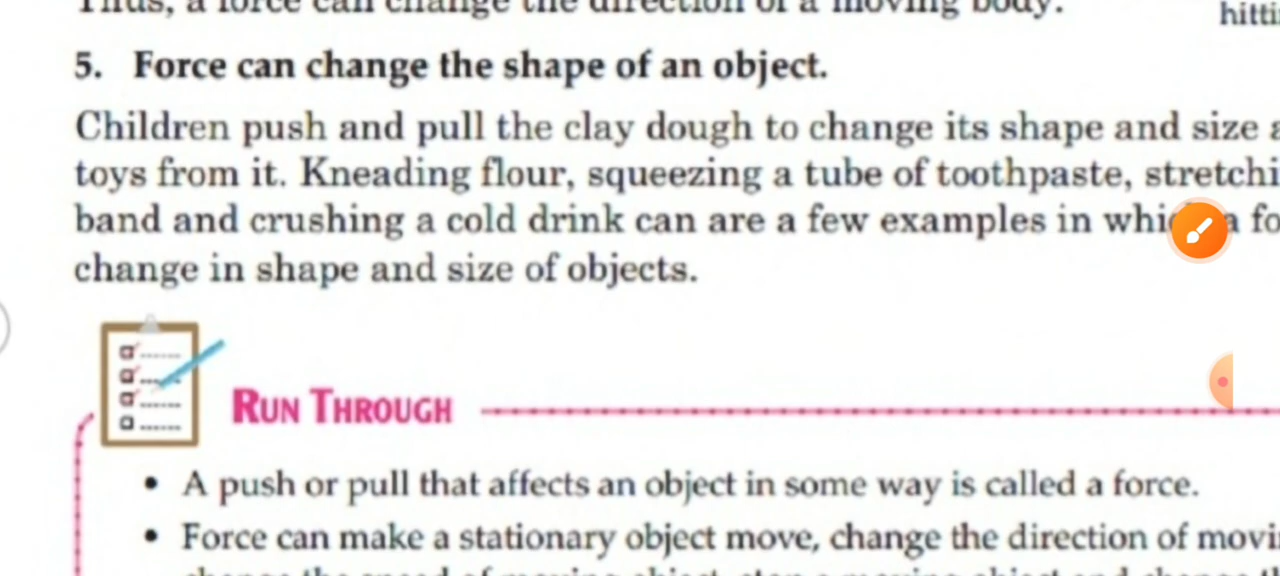 Thus, a force can change the direction of a moving body.
hitti
5. Force can change the shape of an object.
Children push and pull the clay dough to change its shape and size a
toys from it. Kneading flour, squeezing a tube of toothpaste, stretchi
band and crushing a cold drink can are a few examples in whi a fo
change in shape and size of objects.
RUN THROUGH
• A push or pull that affects an object in some way is called a force.
• Force can make a stationary object move, change the direction of movi